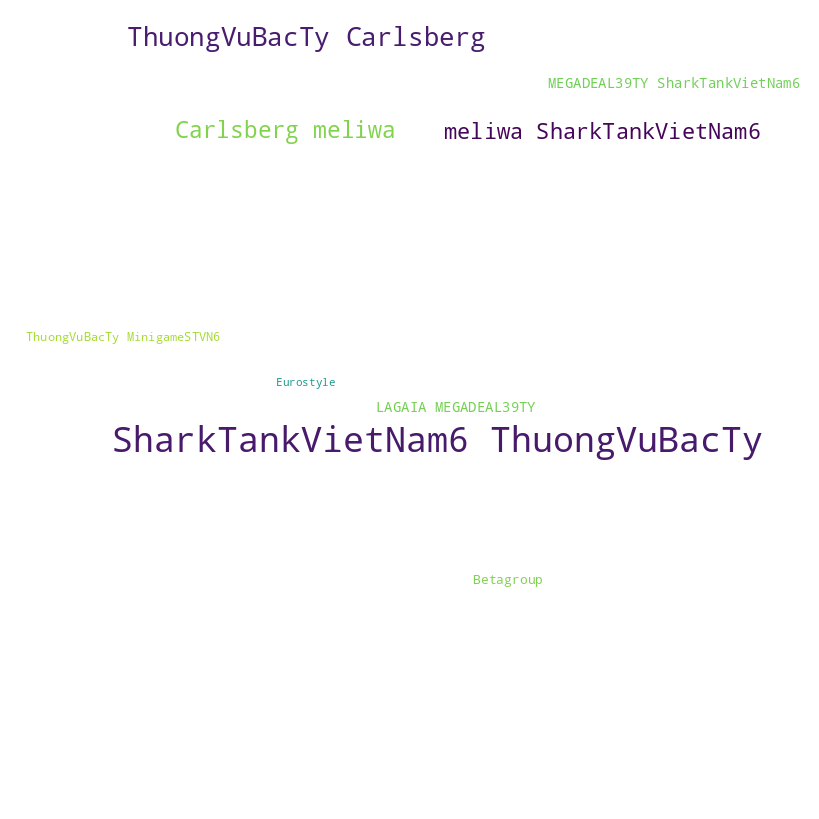 ThuongVuBacTy Carlsberg
MEGADEAL39TY SharkTankVietNam6
Carlsberg meliwa
meliwa SharkTankVietNam6
ThuongVuBacTy MinigameSTVN6
Eurostyle
LAGAIA MEGADEAL39TY
SharkTankVietNam6 ThuongVuBacTy
Betagroup